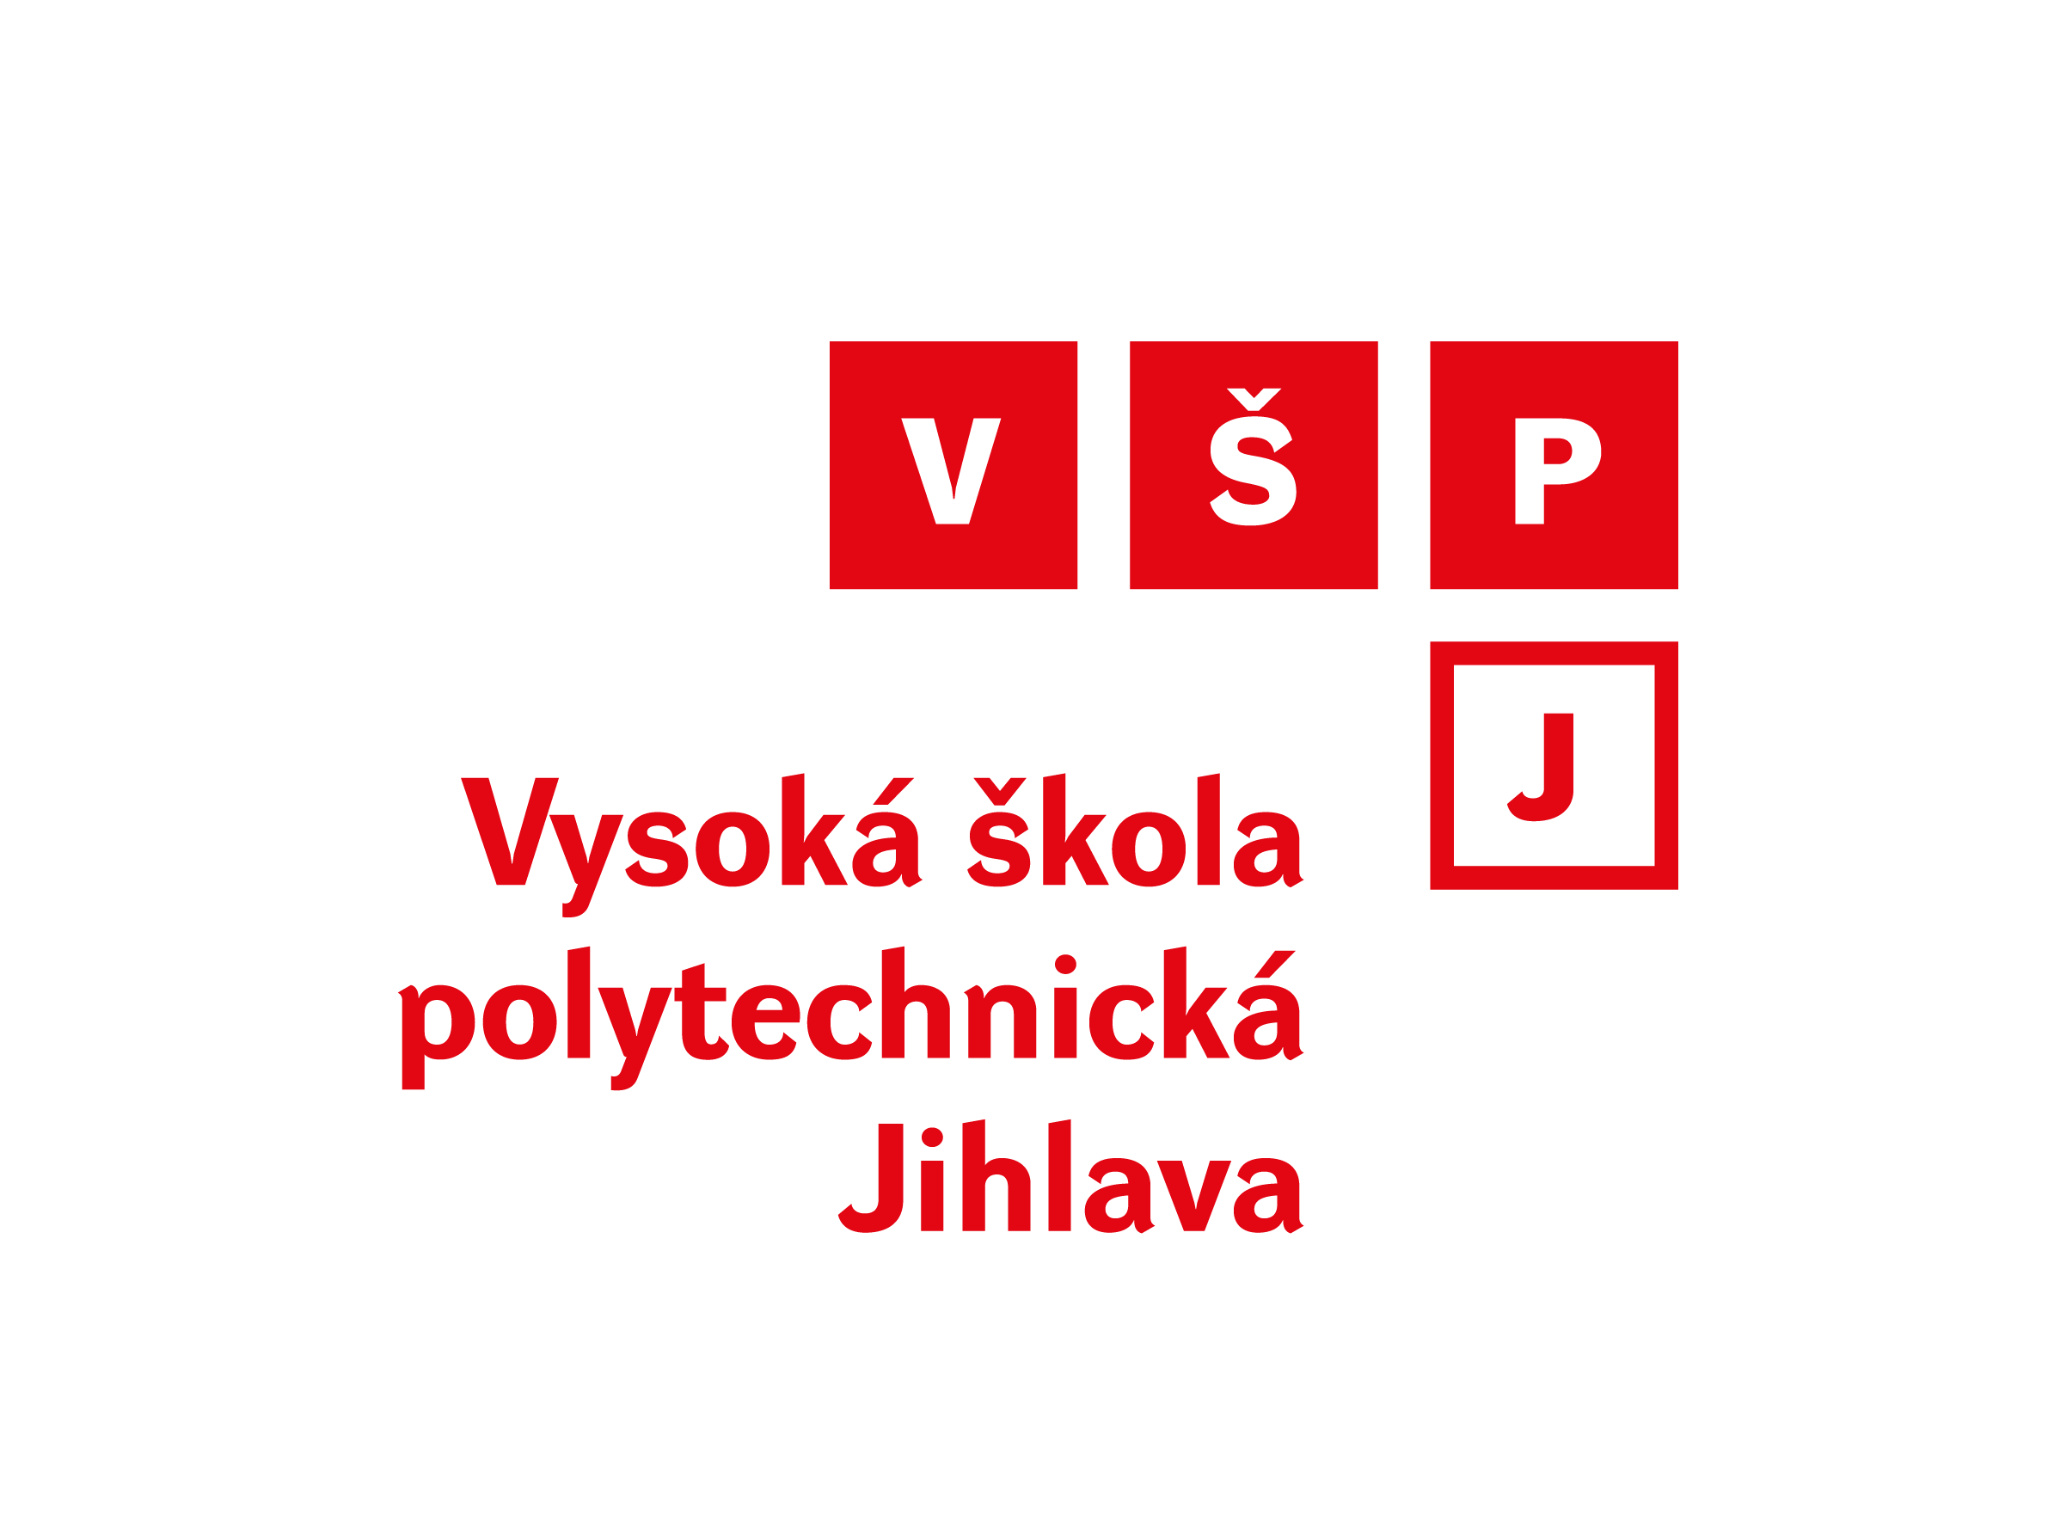 V Š P
J
Vysoká škola
polytechnická
Jihlava